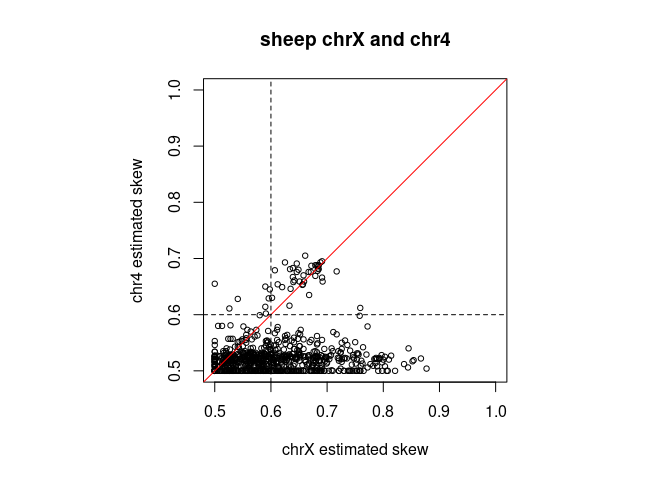 sheep chrX and chr4
chr4 estimated skew
1.0
0.9
0.8
0.7
0.6
0.5
0.5 0.6 0.7 0.8 0.9 1.0
chrX estimated skew